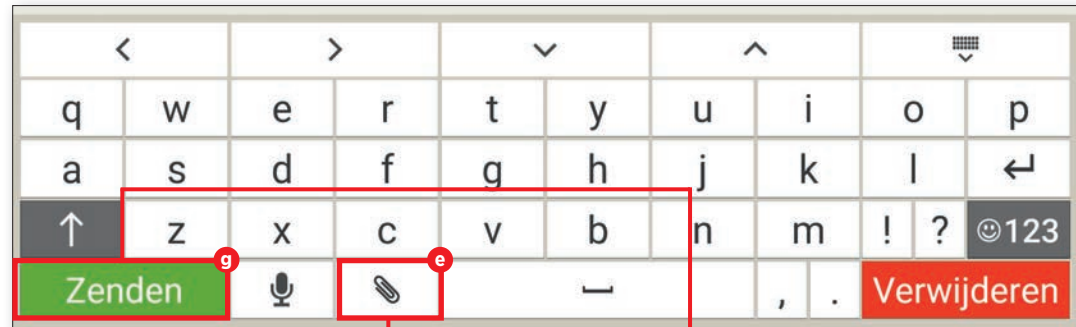 q w e r t y u i o p
a s d f g h j k l
z x c v b n m ! ? ☺123
g e
Zenden , . Verwijderen